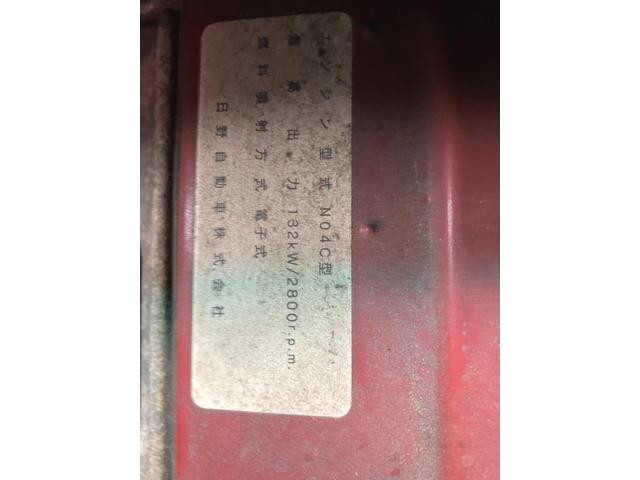 エンジン型式 N04C型
最高出力 132kW/2800r.p.m.
燃料噴射方式 電子式
日野自動車株式会社